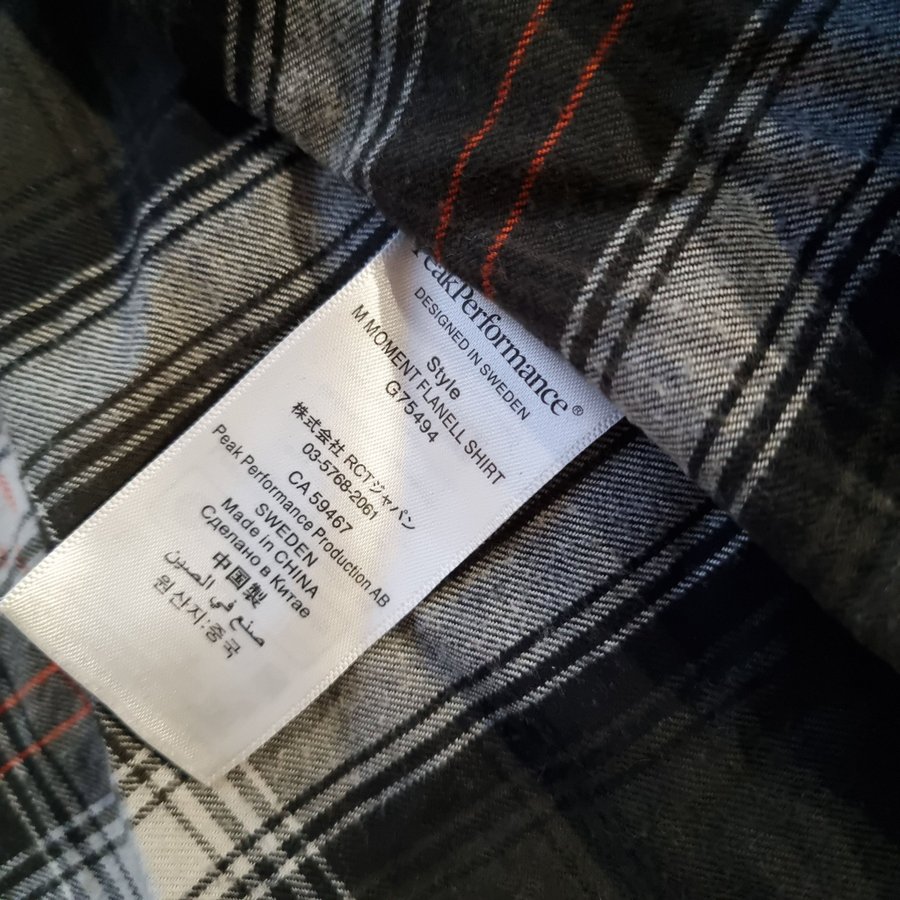 PeakPerformance®
DESIGNED IN SWEDEN
Style
M MOMENT FLANELL SHIRT
G75494
株式会社 RCTジャパン
03-5768-2061
Peak Performance Production AB
CA 59467
SWEDEN
Made in CHINA
Сделано в Китае
中国製
صنع في الصين
원산지:중국